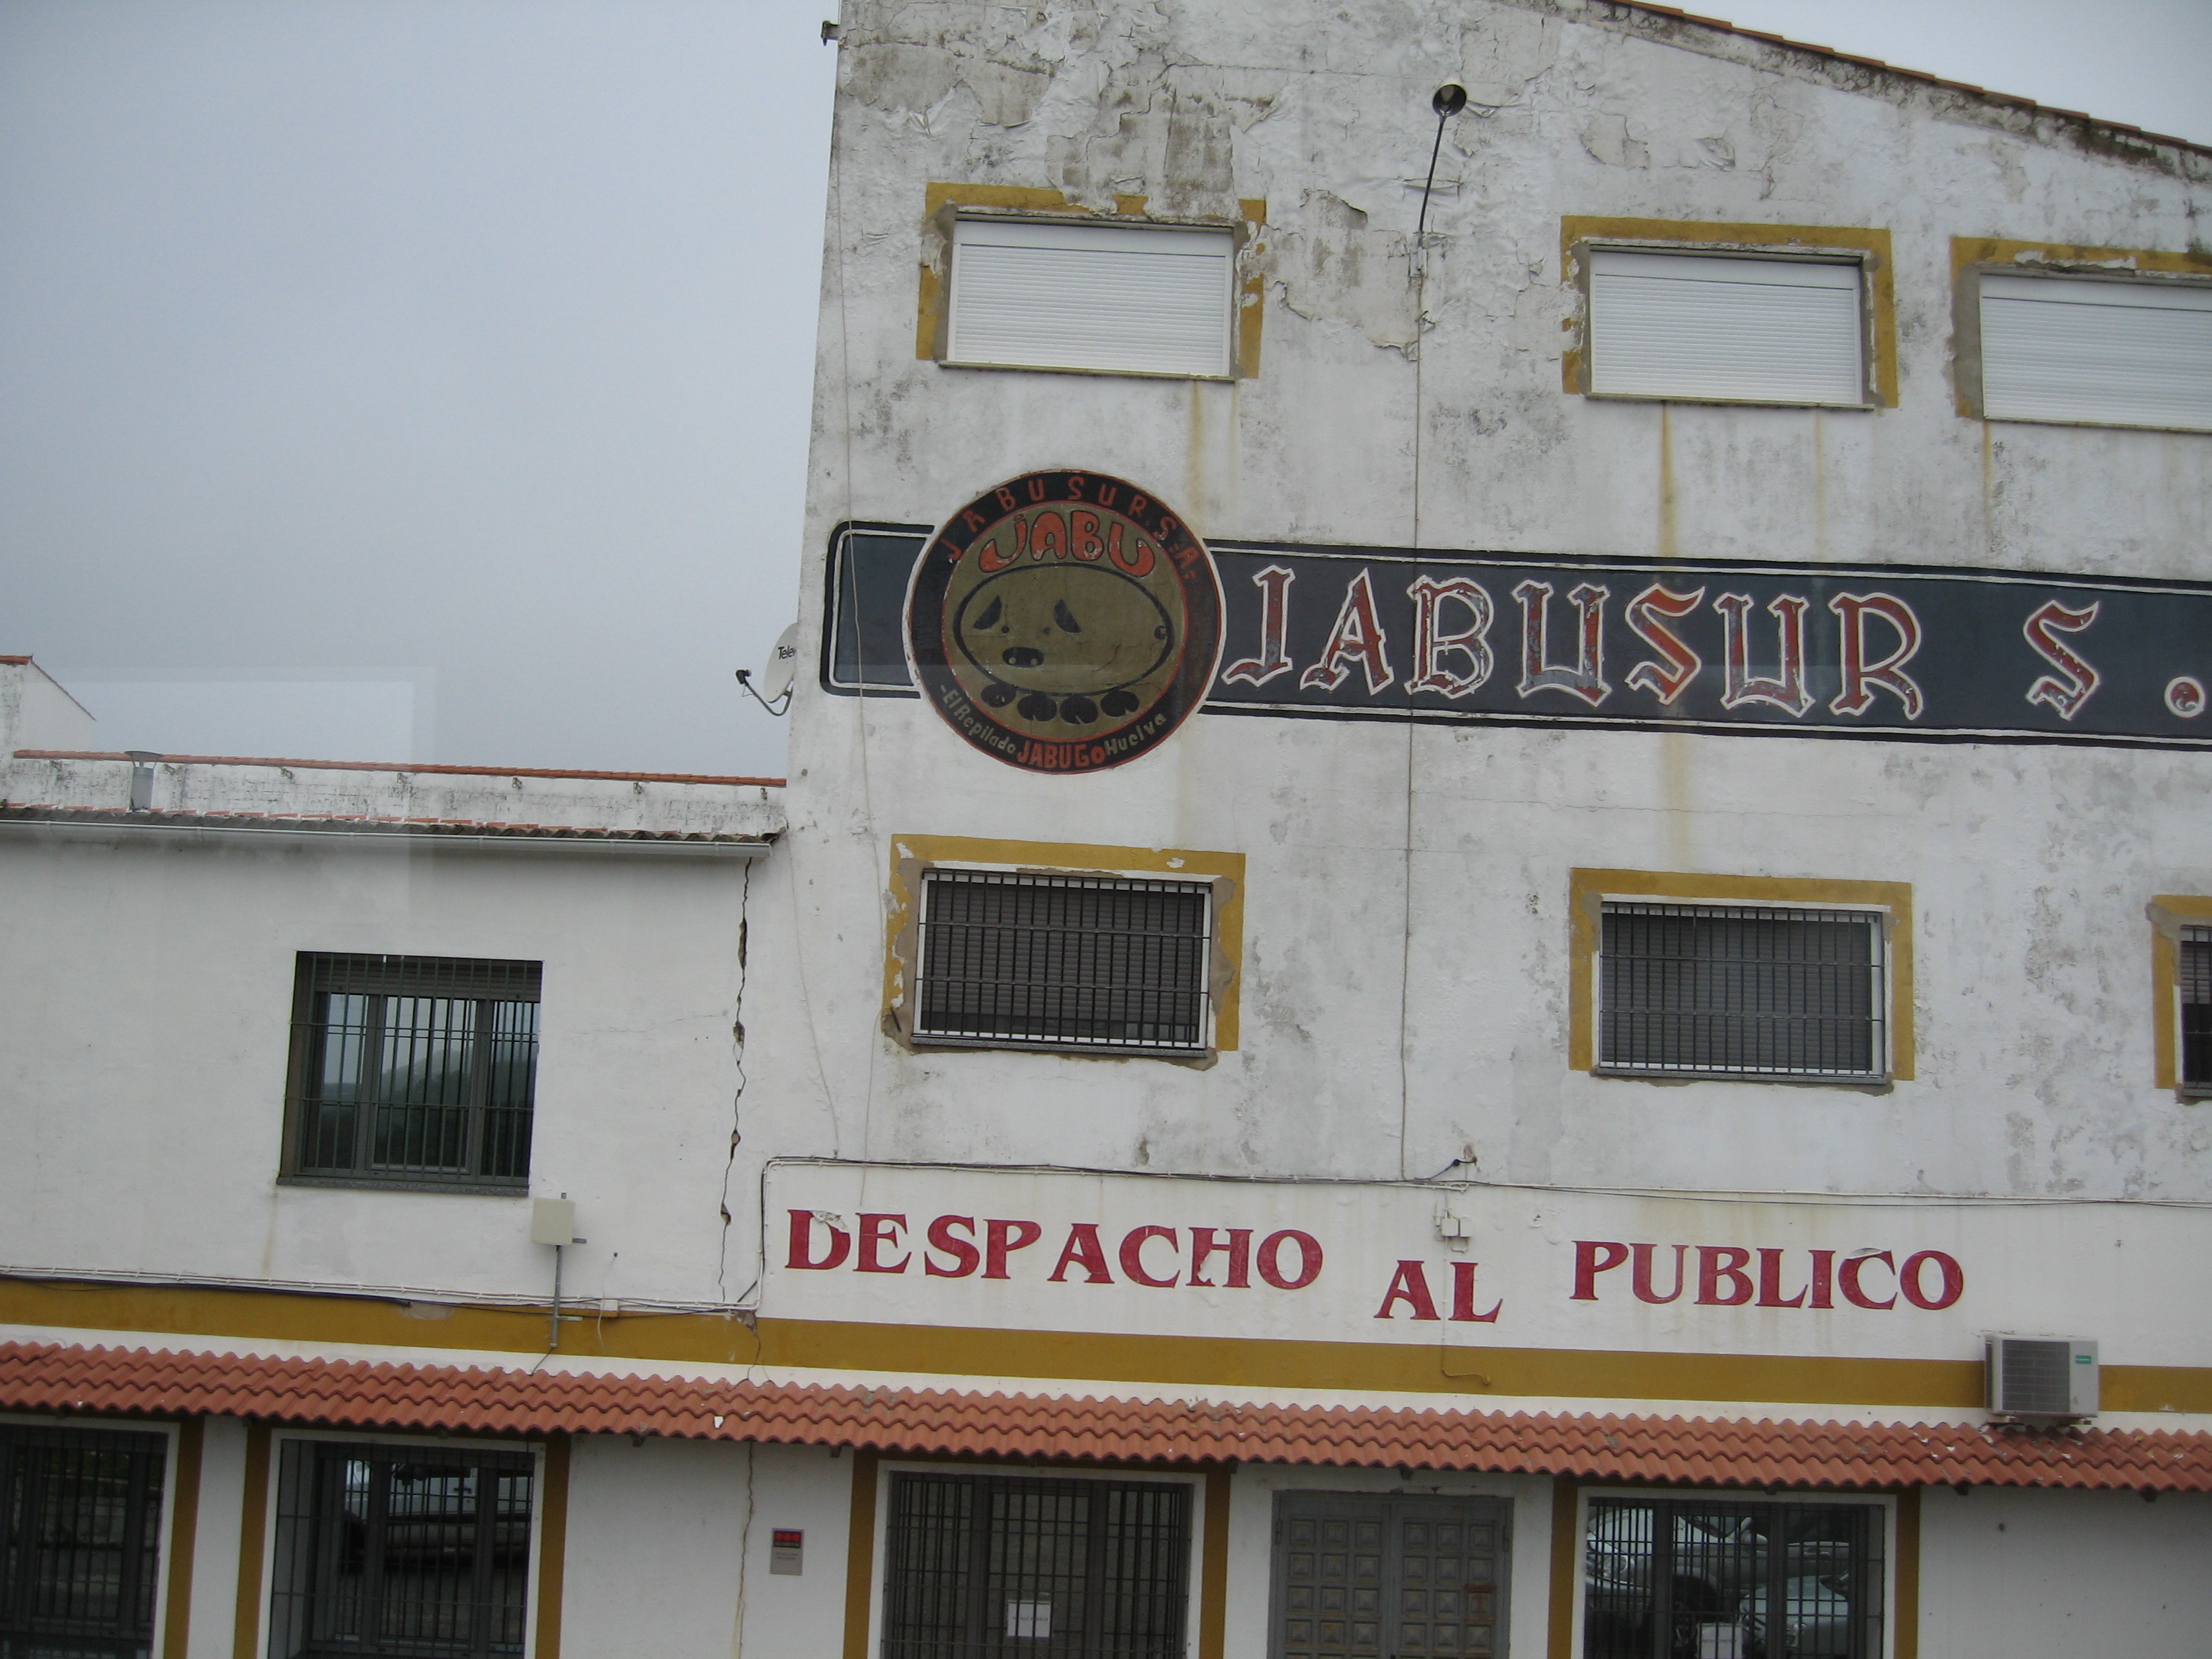 JABUSUR.S.A.
JABU
-El Repilado JABUGO Huelva
JABUSUR S.
DESPACHO AL PUBLICO